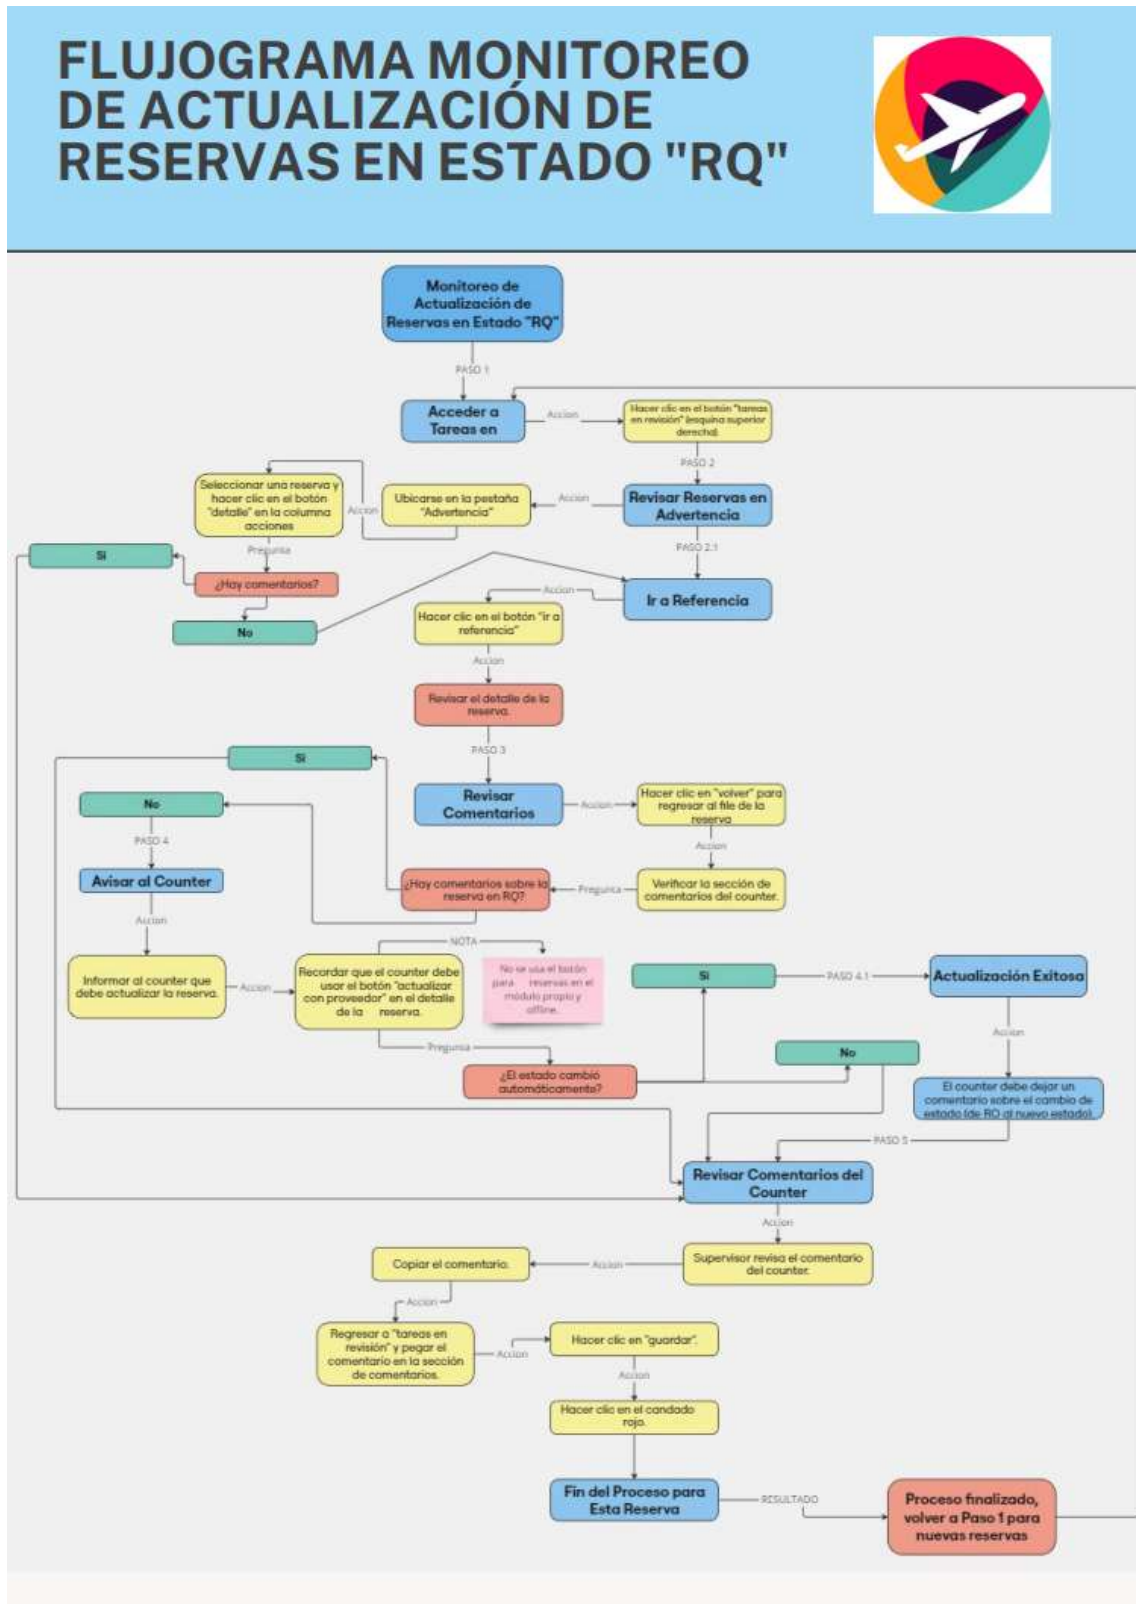 FLUJOGRAMA MONITOREO
DE ACTUALIZACIÓN DE
RESERVAS EN ESTADO "RQ"
Monitoreo de
Actualización de
Reservas en Estado "RQ"
PASO 1
Acceder a
Tareas en
Accion
Hacer clic en el botón "tareas
en revisión" (esquina superior
derecha).
PASO 2
Revisar Reservas en
Advertencia
Accion
Ubicarse en la pestaña
"Advertencia"
Accion
Seleccionar una reserva y
hacer clic en el botón
"detalle" en la columna
acciones
Pregunta
¿Hay comentarios?
Si
No
PASO 2.1
Ir a Referencia
Accion
Hacer clic en el botón "ir a
referencia"
Accion
Revisar el detalle de la
reserva.
PASO 3
Revisar
Comentarios
Accion
Hacer clic en "volver" para
regresar al file de la
reserva
Accion
Verificar la sección de
comentarios del counter.
Pregunta
¿Hay comentarios sobre la
reserva en RQ?
Si
No
PASO 4
Avisar al Counter
Accion
Informar al counter que
debe actualizar la reserva.
Accion
Recordar que el counter debe
usar el botón "actualizar
con proveedor" en el detalle
de la reserva.
NOTA
No se usa el botón
para reservas en el
módulo propio y
offline.
Pregunta
¿El estado cambió
automáticamente?
Si
No
PASO 4.1
Actualización Exitosa
Accion
El counter debe dejar un
comentario sobre el cambio de
estado (de RQ al nuevo estado).
PASO 5
Revisar Comentarios del
Counter
Accion
Supervisor revisa el comentario
del counter.
Accion
Copiar el comentario.
Accion
Regresar a "tareas en
revisión" y pegar el
comentario en la sección
de comentarios.
Accion
Hacer clic en "guardar".
Accion
Hacer clic en el candado
rojo.
Fin del Proceso para
Esta Reserva
RESULTADO
Proceso finalizado,
volver a Paso 1 para
nuevas reservas